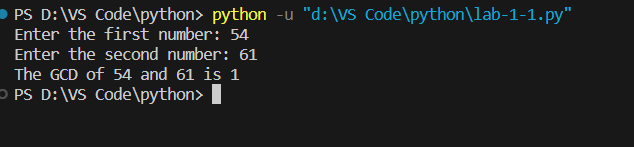 PS D:\VS Code\python> python -u "d:\VS Code\python\lab-1-1.py"
Enter the first number: 54
Enter the second number: 61
The GCD of 54 and 61 is 1
PS D:\VS Code\python>